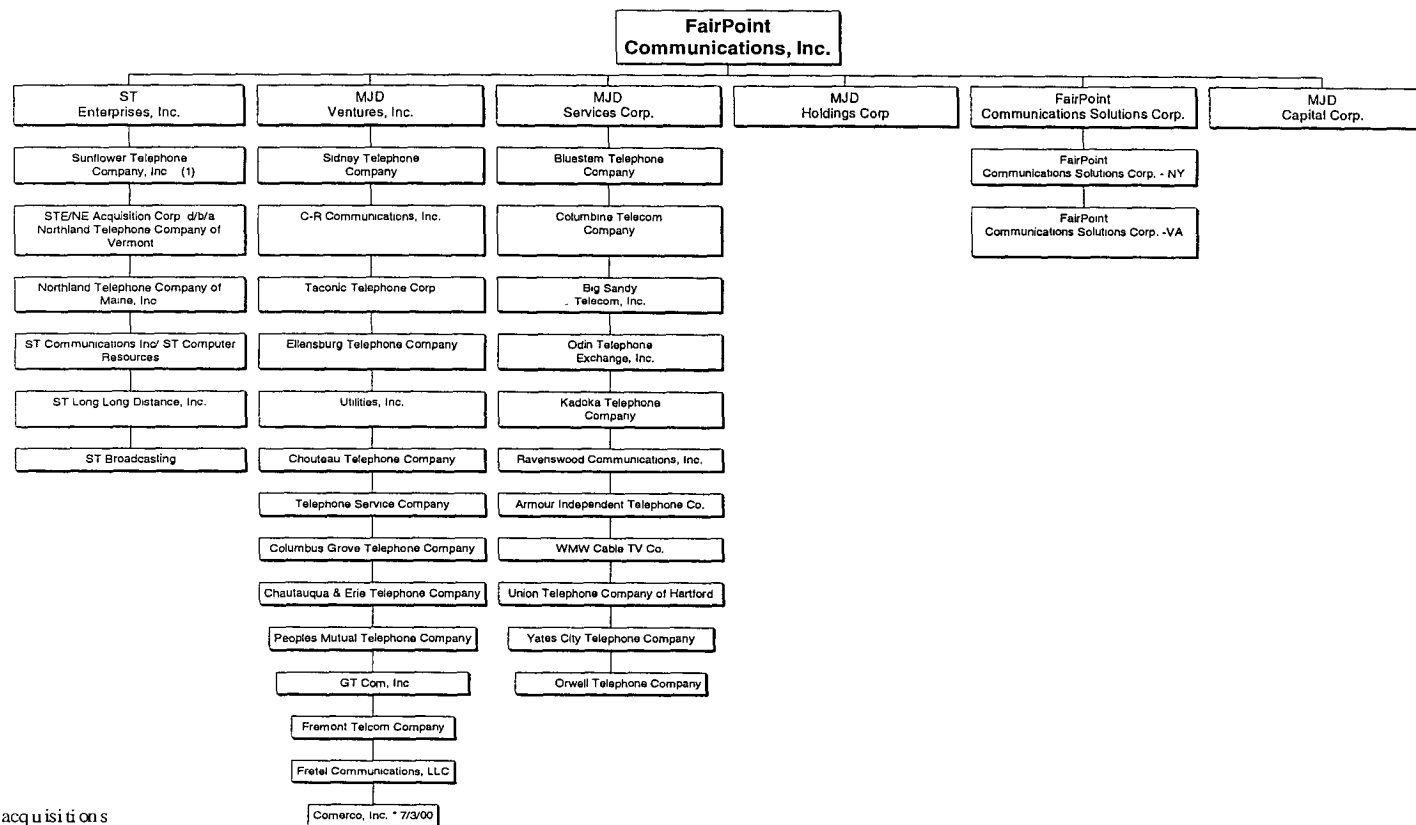 FairPoint
Communications, Inc.
ST
Enterprises, Inc.
MJD
Ventures, Inc.
MJD
Services Corp.
MJD
Holdings Corp
FairPoint
Communications Solutions Corp.
MJD
Capital Corp.
Sunflower Telephone
Company, Inc (1)
STE/NE Acquisition Corp d/b/a
Northland Telephone Company of
Vermont
Northland Telephone Company of
Maine, Inc
ST Communications Inc/ ST Computer
Resources
ST Long Long Distance, Inc.
ST Broadcasting
Sidney Telephone
Company
C-R Communications, Inc.
Taconic Telephone Corp
Ellensburg Telephone Company
Utilities, Inc.
Chouteau Telephone Company
Telephone Service Company
Columbus Grove Telephone Company
Chautauqua & Erie Telephone Company
Peoples Mutual Telephone Company
GT Com, Inc
Fremont Telcom Company
Fretel Communications, LLC
Comerco, Inc. * 7/3/00
Bluestem Telephone
Company
Columbine Telecom
Company
Big Sandy
Telecom, Inc.
Odin Telephone
Exchange, Inc.
Kadoka Telephone
Company
Ravenswood Communications, Inc.
Armour Independent Telephone Co.
WMW Cable TV Co.
Union Telephone Company of Hartford
Yates City Telephone Company
Orwell Telephone Company
FairPoint
Communications Solutions Corp. - NY
FairPoint
Communications Solutions Corp. -VA
acquisitions